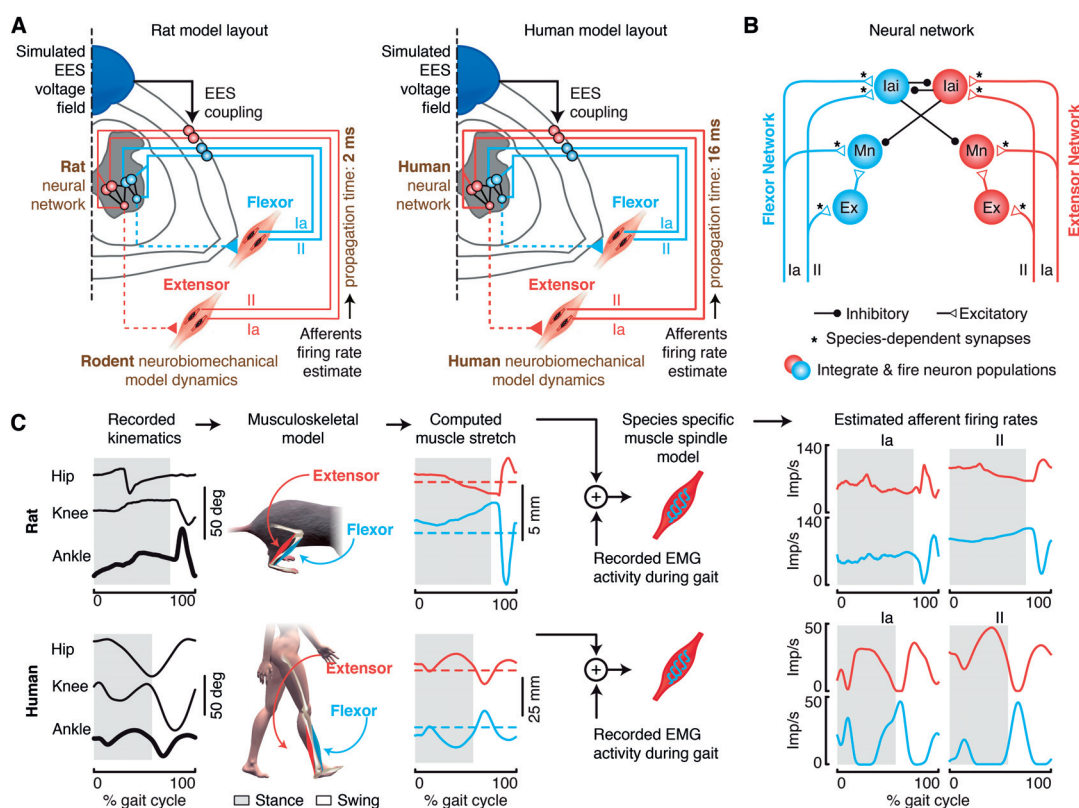 A
Rat model layout
Simulated
EES
voltage
field
EES
coupling
Rat
neural
network
Flexor
Ia
II
Extensor
II
Ia
propagation time: 2 ms
Afferents
firing rate
estimate
Rodent neurobiomechanical
model dynamics
Human model layout
Simulated
EES
voltage
field
EES
coupling
Human
neural
network
Flexor
Ia
II
Extensor
II
Ia
propagation time: 16 ms
Afferents
firing rate
estimate
Human neurobiomechanical
model dynamics
B
Neural network
* Iai Iai *
* *
* Mn Mn *
* Ex Ex *
Flexor Network
Extensor Network
Ia II II Ia
Inhibitory Excitatory
* Species-dependent synapses
Integrate & fire neuron populations
C
Recorded
kinematics
Musculoskeletal
model
Computed
muscle stretch
Species specific
muscle spindle
model
Estimated afferent firing rates
Rat
Hip
Knee
Ankle
50 deg
0 100
Extensor
Flexor
5 mm
0 100
+
Recorded EMG
activity during gait
Ia II
Imp/s
140
0
Imp/s
140
0
Human
Hip
Knee
Ankle
50 deg
0 100
% gait cycle
Extensor
Flexor
Stance Swing
25 mm
0 100
% gait cycle
+
Recorded EMG
activity during gait
Ia II
Imp/s
50
0
Imp/s
50
0
0 100 0 100
% gait cycle % gait cycle